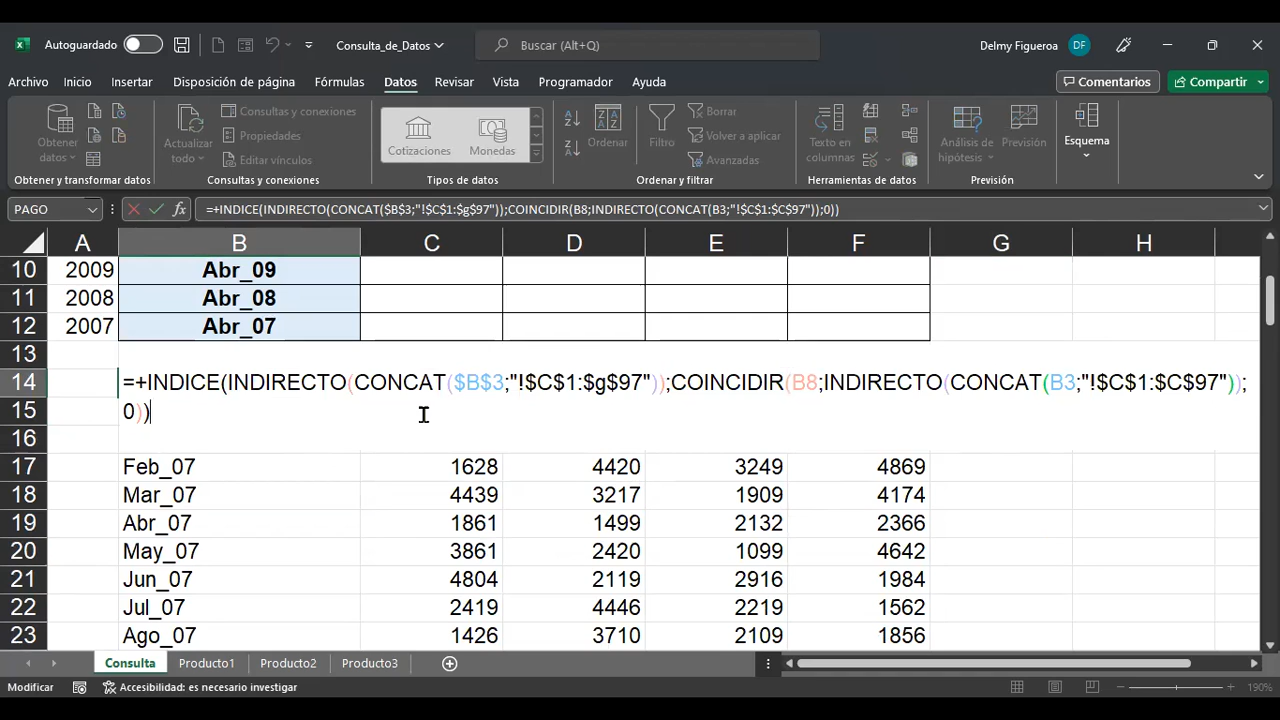 Autoguardado
Consulta_de_Datos
Buscar (Alt+Q)
Delmy Figueroa
DF
Archivo Inicio Insertar Disposición de página Fórmulas Datos Revisar Vista Programador Ayuda
Comentarios
Compartir
Obtener datos
Actualizar todo
Consultas y conexiones
Propiedades
Editar vínculos
Cotizaciones
Monedas
Ordenar
Filtro
Borrar
Volver a aplicar
Avanzadas
Texto en columnas
Análisis de hipótesis
Previsión
Esquema
Obtener y transformar datos
Consultas y conexiones
Tipos de datos
Ordenar y filtrar
Herramientas de datos
Previsión
PAGO
fx
=+INDICE(INDIRECTO(CONCAT($B$3;"!$C$1:$g$97"));COINCIDIR(B8;INDIRECTO(CONCAT(B3;"!$C$1:$C$97"));0))
A B C D E F G H
10 2009 Abr_09
11 2008 Abr_08
12 2007 Abr_07
13
14 =+INDICE(INDIRECTO(CONCAT($B$3;"!$C$1:$g$97"));COINCIDIR(B8;INDIRECTO(CONCAT(B3;"!$C$1:$C$97"));
15 0))
16
17 Feb_07 1628 4420 3249 4869
18 Mar_07 4439 3217 1909 4174
19 Abr_07 1861 1499 2132 2366
20 May_07 3861 2420 1099 4642
21 Jun_07 4804 2119 2916 1984
22 Jul_07 2419 4446 2219 1562
23 Ago_07 1426 3710 2109 1856
Consulta Producto1 Producto2 Producto3
Modificar
Accesibilidad: es necesario investigar
190%